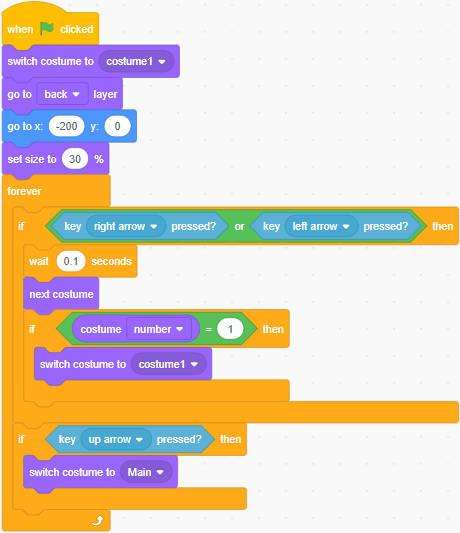 when clicked
switch costume to costume1
go to back layer
go to x: -200 y: 0
set size to 30 %
forever
if key right arrow pressed? or key left arrow pressed? then
wait 0.1 seconds
next costume
if costume number = 1 then
switch costume to costume1
if key up arrow pressed? then
switch costume to Main